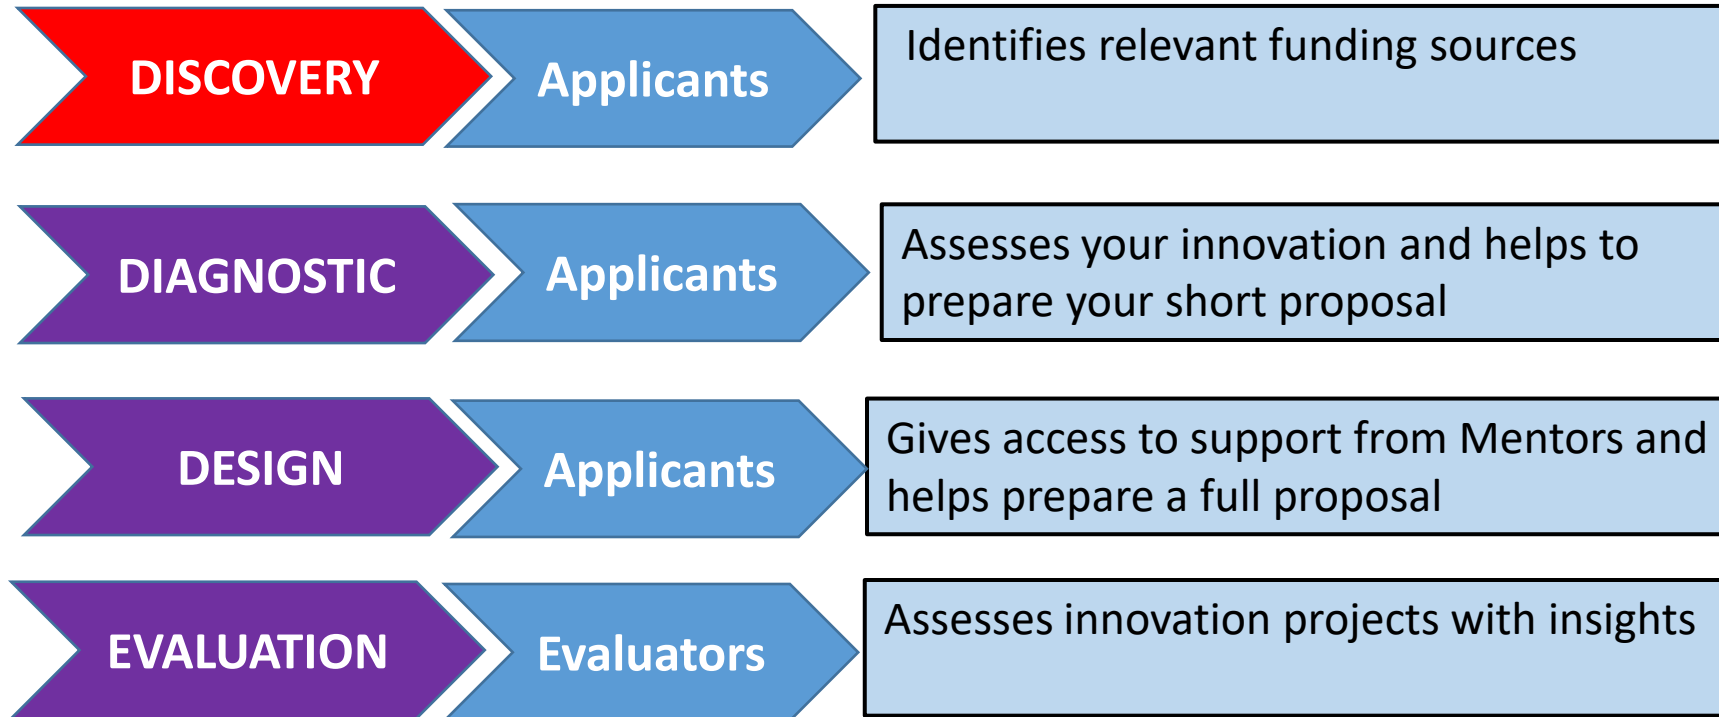 DISCOVERY
Applicants
Identifies relevant funding sources
DIAGNOSTIC
Applicants
Assesses your innovation and helps to
prepare your short proposal
DESIGN
Applicants
Gives access to support from Mentors and
helps prepare a full proposal
EVALUATION
Evaluators
Assesses innovation projects with insights